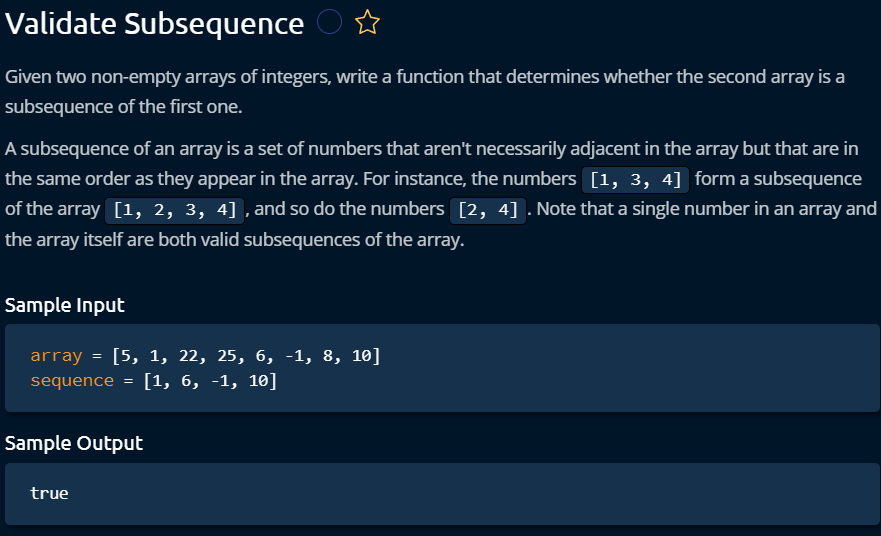 Validate Subsequence
Given two non-empty arrays of integers, write a function that determines whether the second array is a
subsequence of the first one.
A subsequence of an array is a set of numbers that aren't necessarily adjacent in the array but that are in
the same order as they appear in the array. For instance, the numbers [1, 3, 4] form a subsequence
of the array [1, 2, 3, 4], and so do the numbers [2, 4]. Note that a single number in an array and
the array itself are both valid subsequences of the array.
Sample Input
array = [5, 1, 22, 25, 6, -1, 8, 10]
sequence = [1, 6, -1, 10]
Sample Output
true